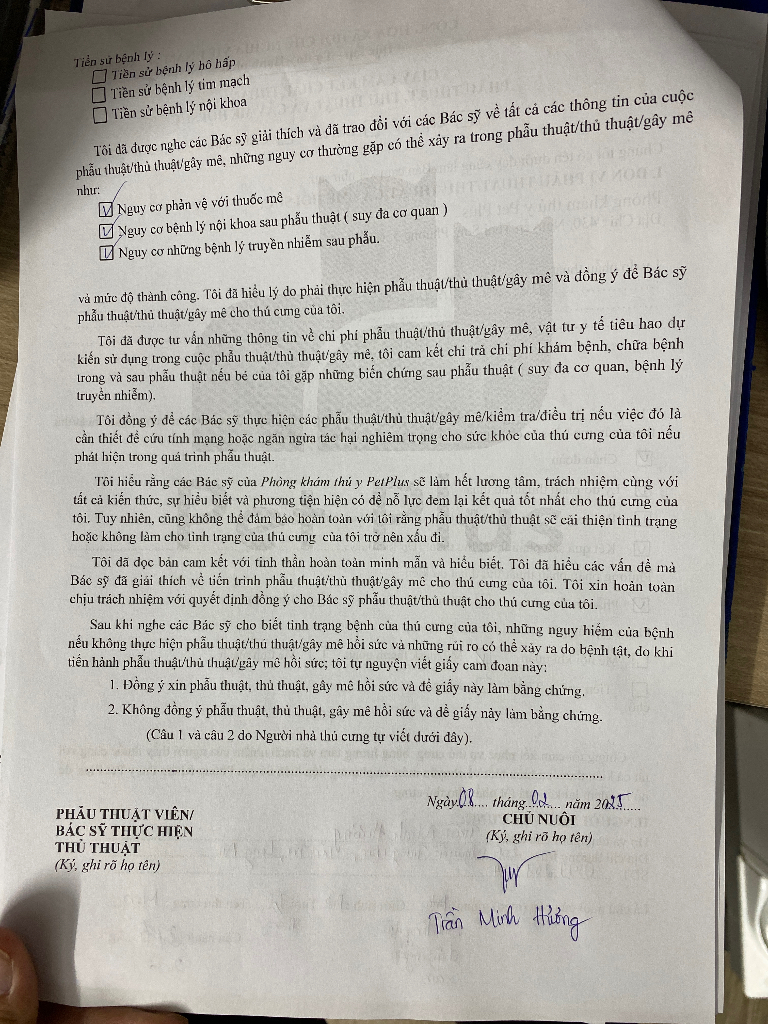 Tiền sử bệnh lý :
Tiền sử bệnh lý hô hấp
Tiền sử bệnh lý tim mạch
Tiền sử bệnh lý nội khoa
Tôi đã được nghe các Bác sỹ giải thích và đã trao đổi với các Bác sỹ về tất cả các thông tin của cuộc
phẫu thuật/thủ thuật/gây mê, những nguy cơ thường gặp có thể xảy ra trong phẫu thuật/thủ thuật/gây mê
như:
Nguy cơ phản vệ với thuốc mê
Nguy cơ bệnh lý nội khoa sau phẫu thuật ( suy đa cơ quan )
Nguy cơ những bệnh lý truyền nhiễm sau phẫu.
và mức độ thành công. Tôi đã hiểu lý do phải thực hiện phẫu thuật/thủ thuật/gây mê và đồng ý để Bác sỹ
phẫu thuật/thủ thuật/gây mê cho thú cưng của tôi.
Tôi đã được tư vấn những thông tin về chi phí phẫu thuật/thủ thuật/gây mê, vật tư y tế tiêu hao dự
kiến sử dụng trong cuộc phẫu thuật/thủ thuật/gây mê, tôi cam kết chi trả chi phí khám bệnh, chữa bệnh
trong và sau phẫu thuật nếu bé của tôi gặp những biến chứng sau phẫu thuật ( suy đa cơ quan, bệnh lý
truyền nhiễm).
Tôi đồng ý để các Bác sỹ thực hiện các phẫu thuật/thủ thuật/gây mê/kiểm tra/điều trị nếu việc đó là
cần thiết để cứu tính mạng hoặc ngăn ngừa tác hại nghiêm trọng cho sức khỏe của thú cưng của tôi nếu
phát hiện trong quá trình phẫu thuật.
Tôi hiểu rằng các Bác sỹ của Phòng khám thú y PetPlus sẽ làm hết lương tâm, trách nhiệm cùng với
tất cả kiến thức, sự hiểu biết và phương tiện hiện có để nỗ lực đem lại kết quả tốt nhất cho thú cưng của
tôi. Tuy nhiên, cũng không thể đảm bảo hoàn toàn với tôi rằng phẫu thuật/thủ thuật sẽ cải thiện tình trạng
hoặc không làm cho tình trạng của thú cưng của tôi trở nên xấu đi.
Tôi đã đọc bản cam kết với tinh thần hoàn toàn minh mẫn và hiểu biết. Tôi đã hiểu các vấn đề mà
Bác sỹ đã giải thích về tiến trình phẫu thuật/thủ thuật/gây mê cho thú cưng của tôi. Tôi xin hoàn toàn
chịu trách nhiệm với quyết định đồng ý cho Bác sỹ phẫu thuật/thủ thuật cho thú cưng của tôi.
Sau khi nghe các Bác sỹ cho biết tình trạng bệnh của thú cưng của tôi, những nguy hiểm của bệnh
nếu không thực hiện phẫu thuật/thủ thuật/gây mê hồi sức và những rủi ro có thể xảy ra do bệnh tật, do khi
tiến hành phẫu thuật/thủ thuật/gây mê hồi sức; tôi tự nguyện viết giấy cam đoan này:
1. Đồng ý xin phẫu thuật, thủ thuật, gây mê hồi sức và để giấy này làm bằng chứng.
2. Không đồng ý phẫu thuật, thủ thuật, gây mê hồi sức và để giấy này làm bằng chứng.
(Câu 1 và câu 2 do Người nhà thú cưng tự viết dưới đây).
Ngày 08.... tháng..02.... năm 2025......
PHẪU THUẬT VIÊN/
BÁC SỸ THỰC HIỆN
THỦ THUẬT
(Ký, ghi rõ họ tên)
CHỦ NUÔI
(Ký, ghi rõ họ tên)
Trần Minh Hưởng